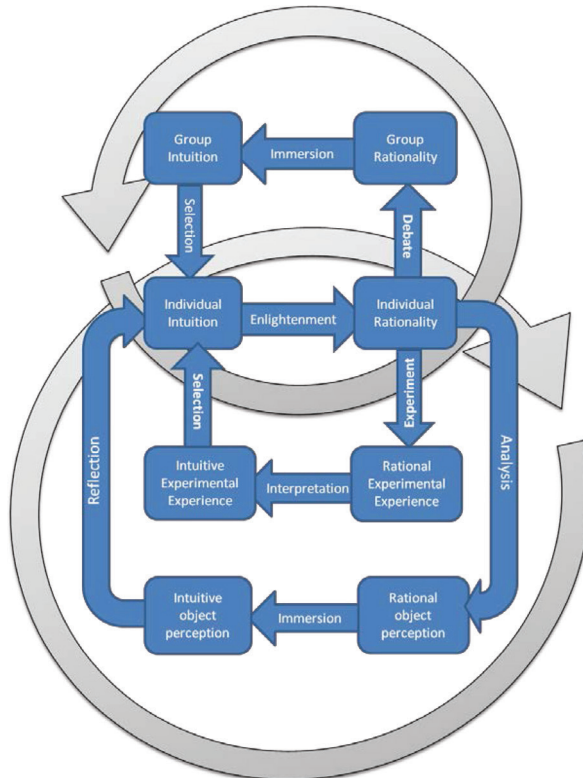 Group
Intuition
Immersion
Group
Rationality
Selection
Debate
Individual
Intuition
Enlightenment
Individual
Rationality
Selection
Experiment
Reflection
Analysis
Intuitive
Experimental
Experience
Interpretation
Rational
Experimental
Experience
Intuitive
object
perception
Immersion
Rational
object
perception